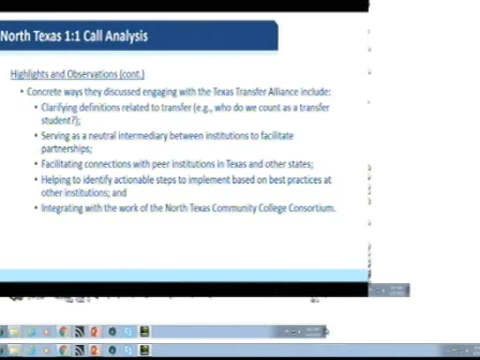 North Texas 1:1 Call Analysis
Highlights and Observations (cont.)
• Concrete ways they discussed engaging with the Texas Transfer Alliance include:
• Clarifying definitions related to transfer (e.g., who do we count as a transfer
student?);
• Serving as a neutral intermediary between institutions to facilitate
partnerships;
• Facilitating connections with peer institutions in Texas and other states;
• Helping to identify actionable steps to implement based on best practices at
other institutions; and
• Integrating with the work of the North Texas Community College Consortium.